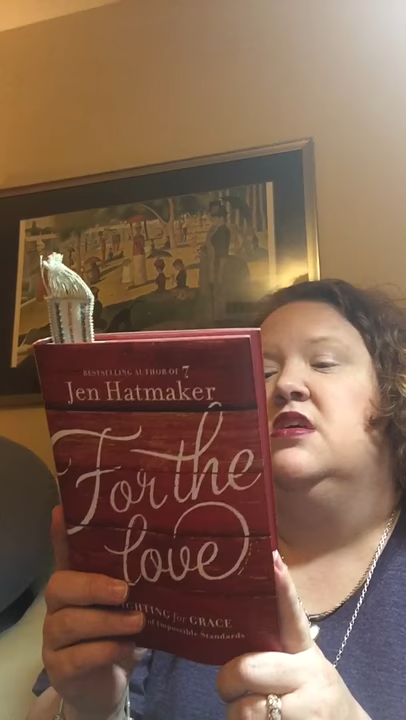 BESTSELLING AUTHOR OF 7
Jen Hatmaker
For the
love
FIGHTING for GRACE
of Impossible Standards